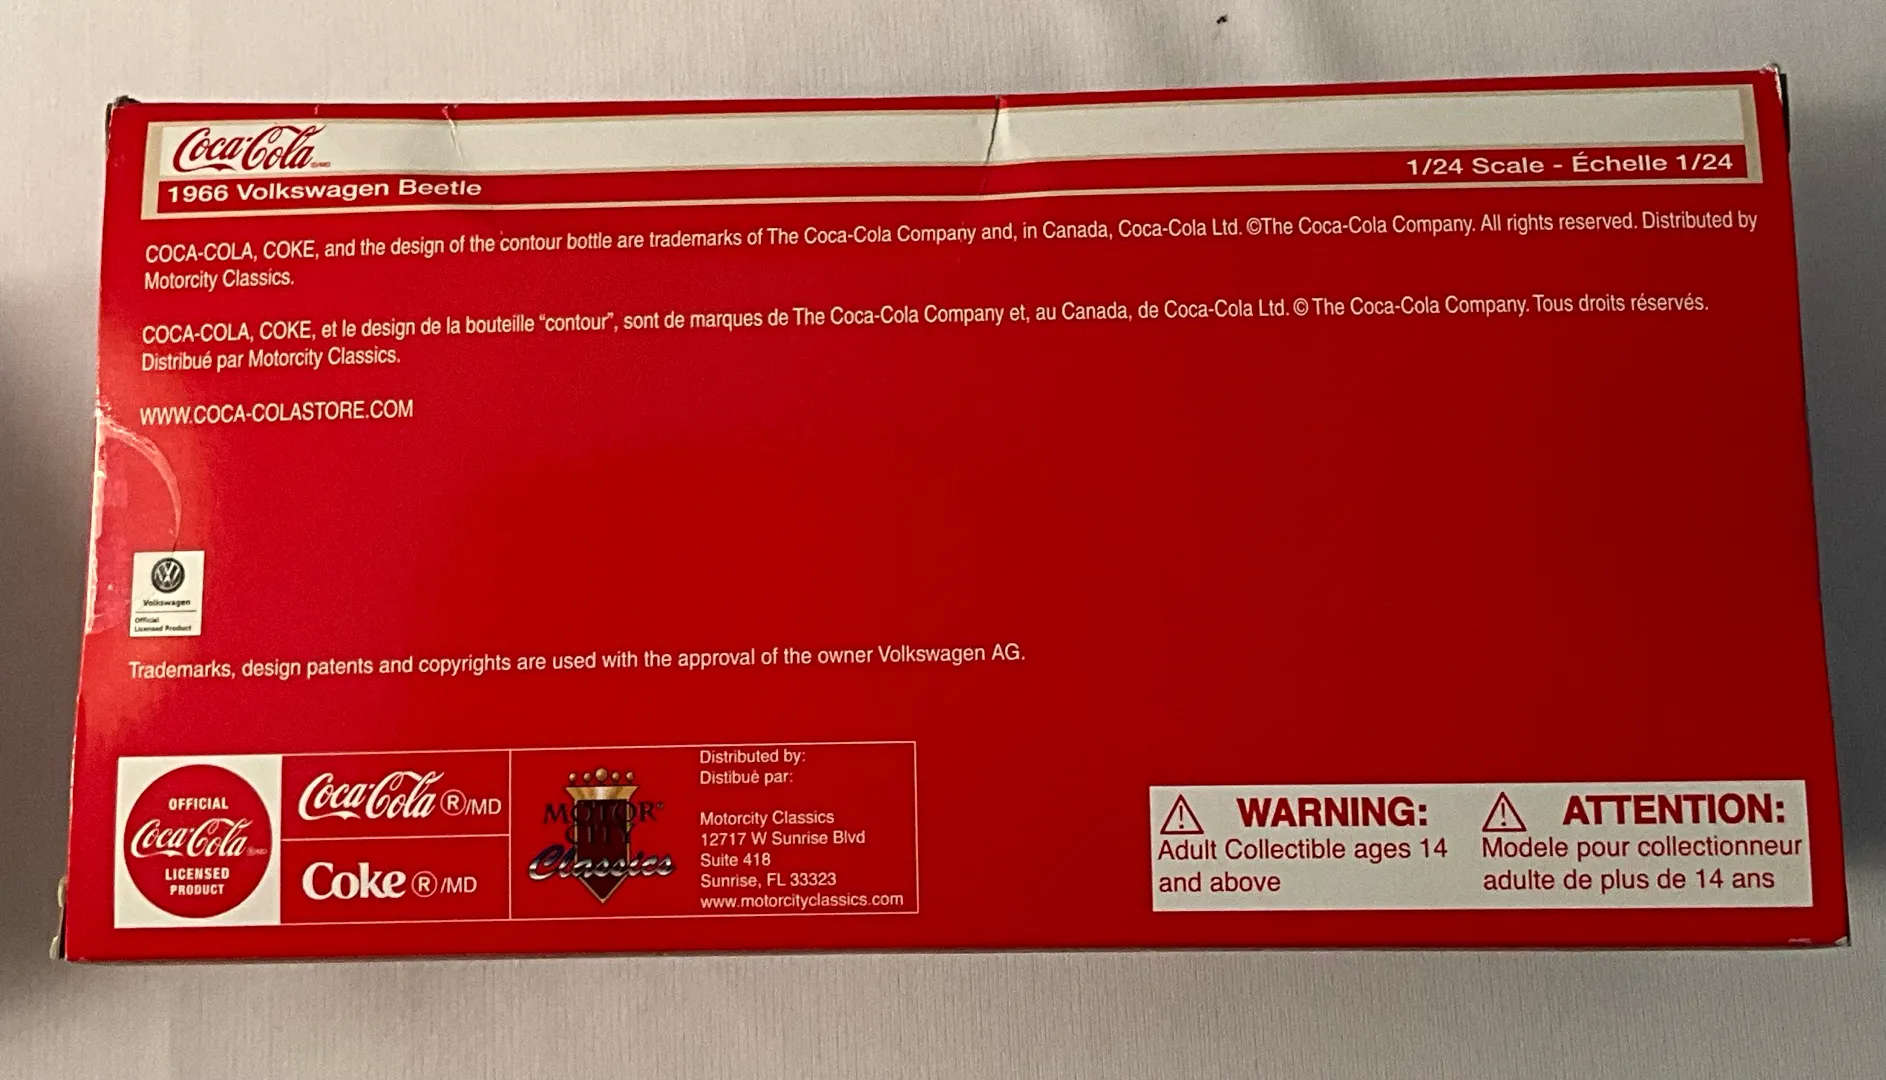 Coca-Cola ®/MD
1966 Volkswagen Beetle
1/24 Scale - Échelle 1/24
COCA-COLA, COKE, and the design of the contour bottle are trademarks of The Coca-Cola Company and, in Canada, Coca-Cola Ltd. ©The Coca-Cola Company. All rights reserved. Distributed by
Motorcity Classics.
COCA-COLA, COKE, et le design de la bouteille “contour”, sont de marques de The Coca-Cola Company et, au Canada, de Coca-Cola Ltd. © The Coca-Cola Company. Tous droits réservés.
Distribué par Motorcity Classics.
WWW.COCA-COLASTORE.COM
Volkswagen
Official
Licensed Product
Trademarks, design patents and copyrights are used with the approval of the owner Volkswagen AG.
OFFICIAL
Coca-Cola ®/MD
LICENSED
PRODUCT
Coca-Cola ®/MD
Coke ®/MD
MOTOR®
CITY
Classics
Distributed by:
Distibué par:
Motorcity Classics
12717 W Sunrise Blvd
Suite 418
Sunrise, FL 33323
www.motorcityclassics.com
WARNING:
Adult Collectible ages 14
and above
ATTENTION:
Modele pour collectionneur
adulte de plus de 14 ans